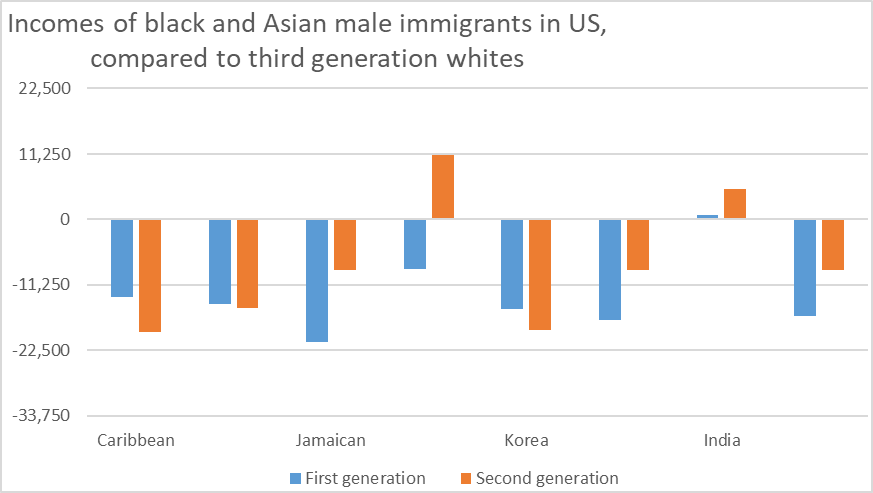 Incomes of black and Asian male immigrants in US,
compared to third generation whites
22,500
11,250
0
-11,250
-22,500
-33,750
Caribbean Jamaican Korea India
First generation Second generation